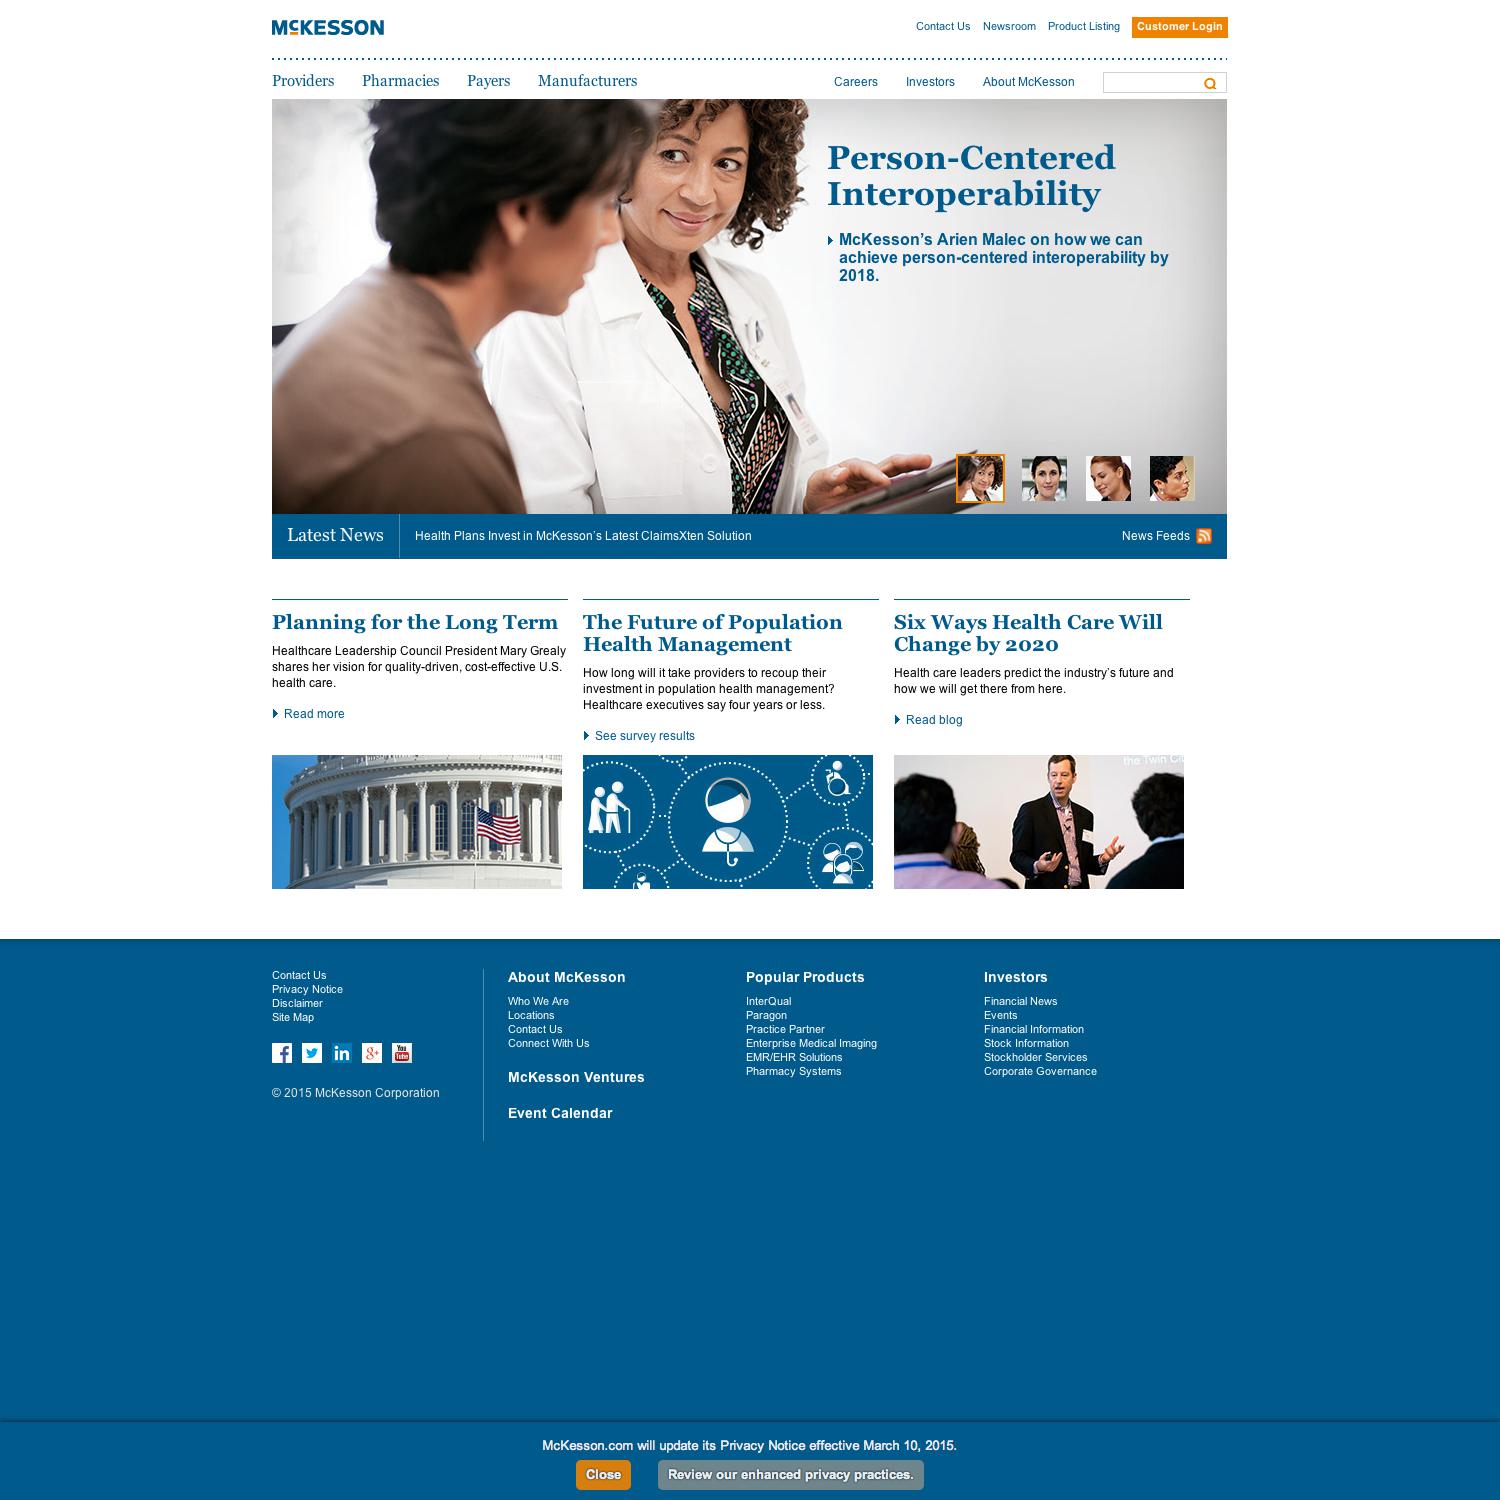 McKESSON
Contact Us
Newsroom
Product Listing
Customer Login
Providers
Pharmacies
Payers
Manufacturers
Careers
Investors
About McKesson
Person-Centered
Interoperability
McKesson's Arien Malec on how we can
achieve person-centered interoperability by
2018.
Latest News
Health Plans Invest in McKesson's Latest ClaimsXten Solution
News Feeds
Planning for the Long Term
Healthcare Leadership Council President Mary Grealy
shares her vision for quality-driven, cost-effective U.S.
health care.
Read more
The Future of Population
Health Management
How long will it take providers to recoup their
investment in population health management?
Healthcare executives say four years or less.
See survey results
Six Ways Health Care Will
Change by 2020
Health care leaders predict the industry's future and
how we will get there from here.
Read blog
the Twin
Contact Us
Privacy Notice
Disclaimer
Site Map
f
in
g+
You
Tube
© 2015 McKesson Corporation
About McKesson
Who We Are
Locations
Contact Us
Connect With Us
McKesson Ventures
Event Calendar
Popular Products
InterQual
Paragon
Practice Partner
Enterprise Medical Imaging
EMR/EHR Solutions
Pharmacy Systems
Investors
Financial News
Events
Financial Information
Stock Information
Stockholder Services
Corporate Governance
McKesson.com will update its Privacy Notice effective March 10, 2015.
Close
Review our enhanced privacy practices.